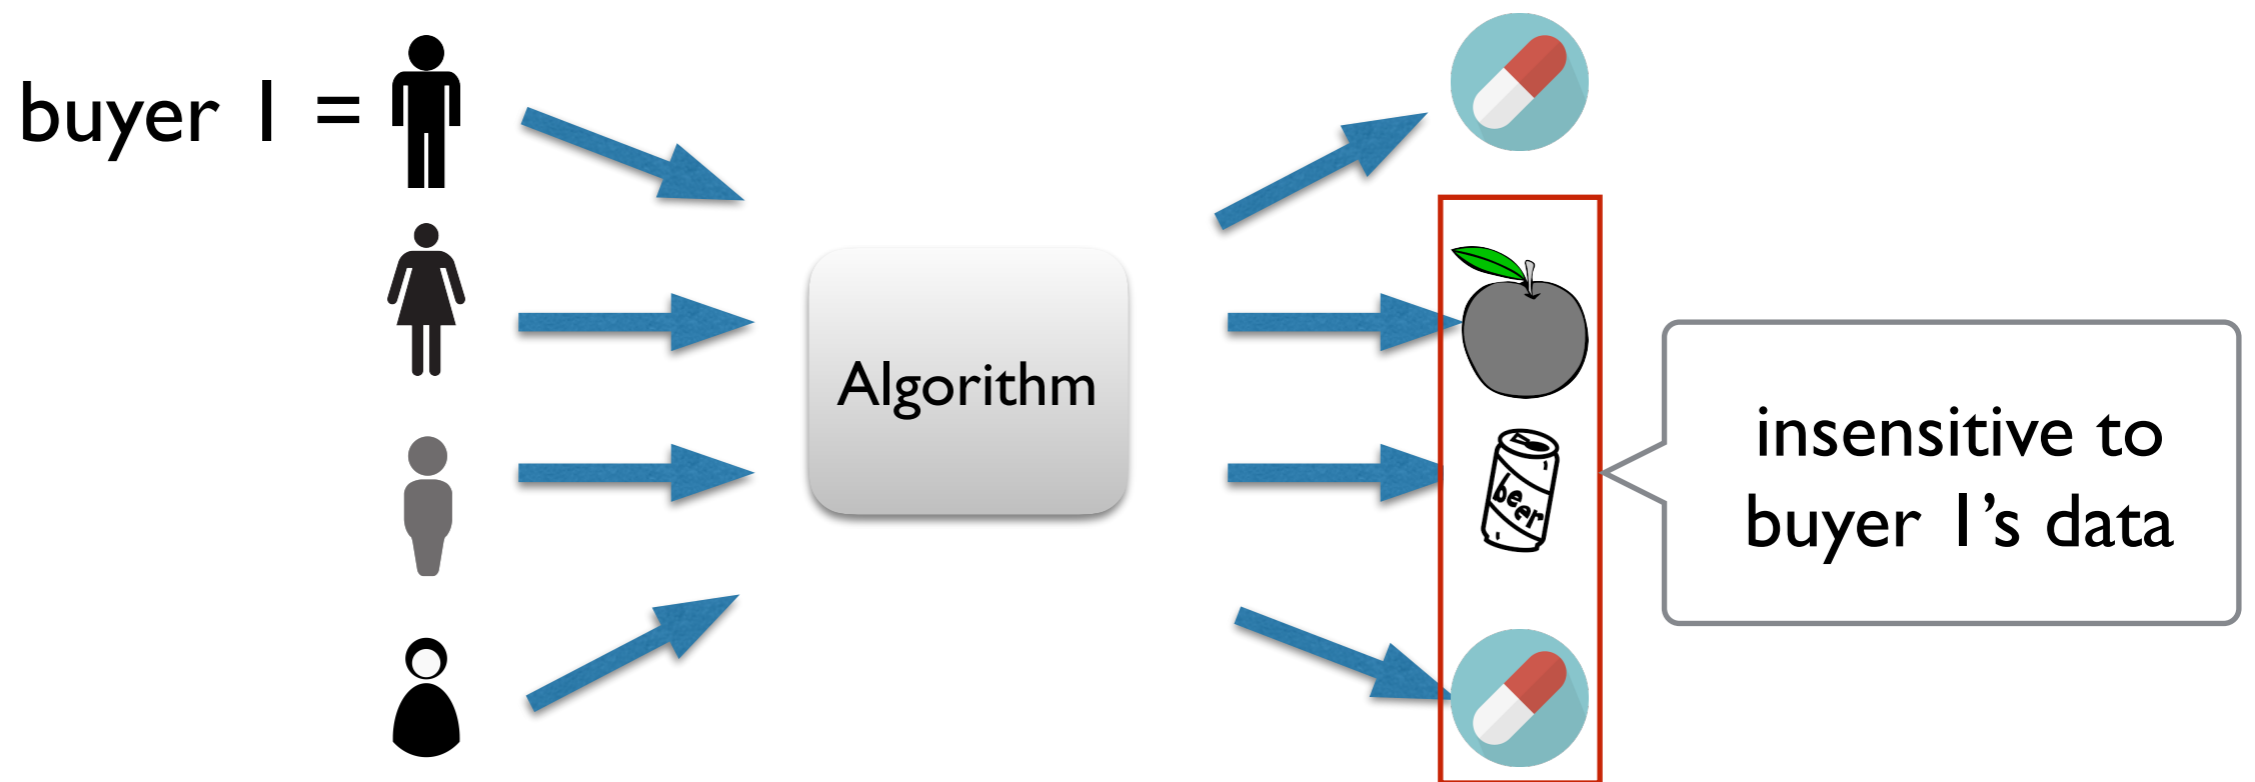 buyer 1 =
Algorithm
beer
insensitive to
buyer 1’s data